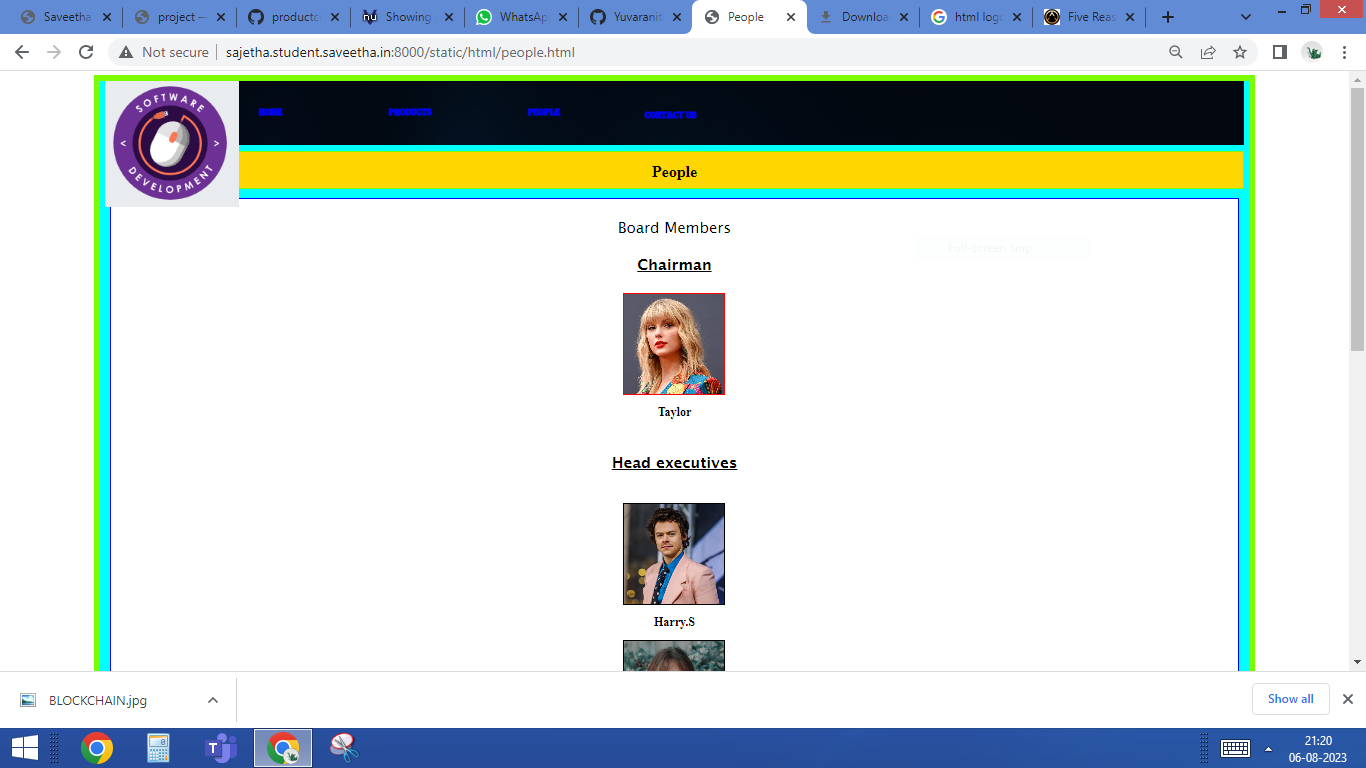 Saveetha
project —
product
Showing
WhatsAp
Yuvaranit
People
Downloa
html logo
Five Reas
Not secure sajetha.student.saveetha.in:8000/static/html/people.html
SOFTWARE
< >
DEVELOPMENT
HOME PRODUCTS PEOPLE CONTACT US
People
Board Members
Full-screen Snip
Chairman
Taylor
Head executives
Harry.S
BLOCKCHAIN.jpg
Show all
21:20
06-08-2023